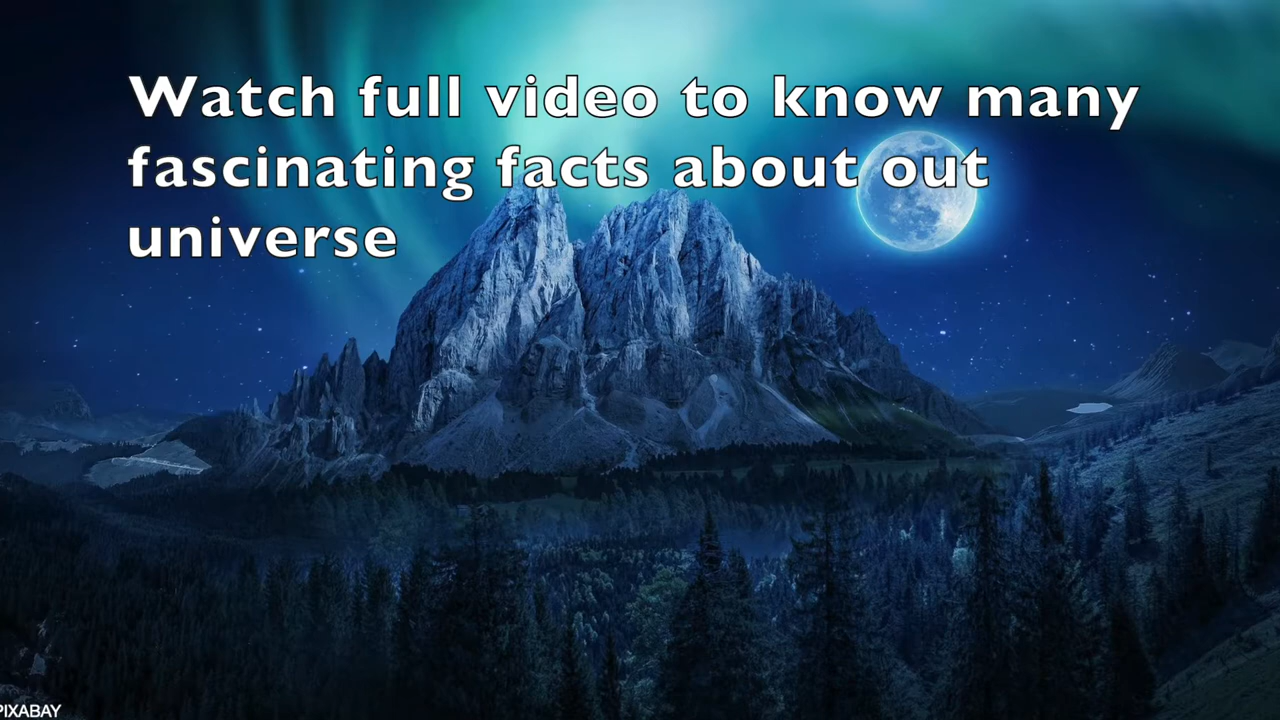 Watch full video to know many
fascinating facts about out
universe
PIXABAY